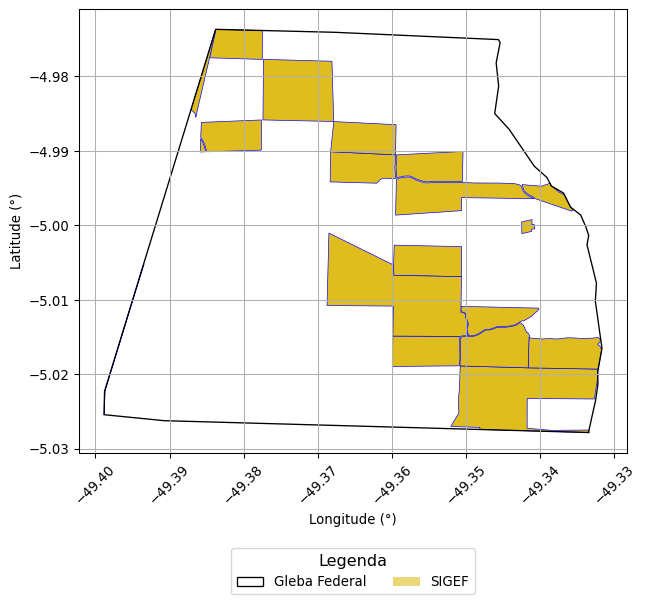 −4.98
−4.99
−5.00
−5.01
−5.02
−5.03
Latitude (°)
−49.40
−49.39
−49.38
−49.37
−49.36
−49.35
−49.34
−49.33
Longitude (°)
Legenda
Gleba Federal
SIGEF